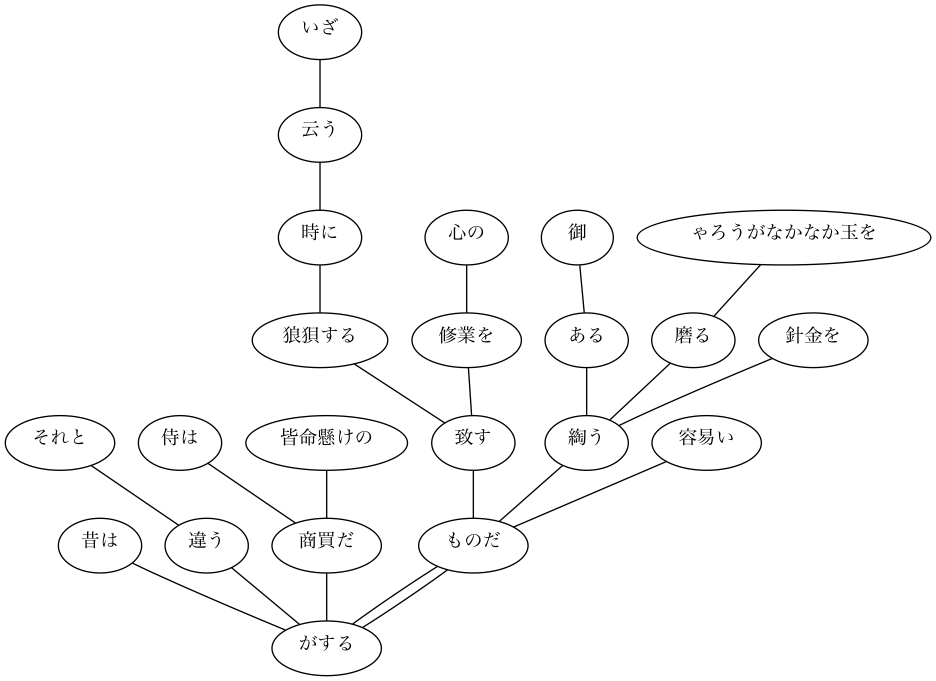 いざ
云う
時に
心の
御
ゃろうがなかなか玉を
狼狽する
修業を
ある
磨る
針金を
それと
侍は
皆命懸けの
致す
綯う
容易い
昔は
違う
商買だ
ものだ
がする